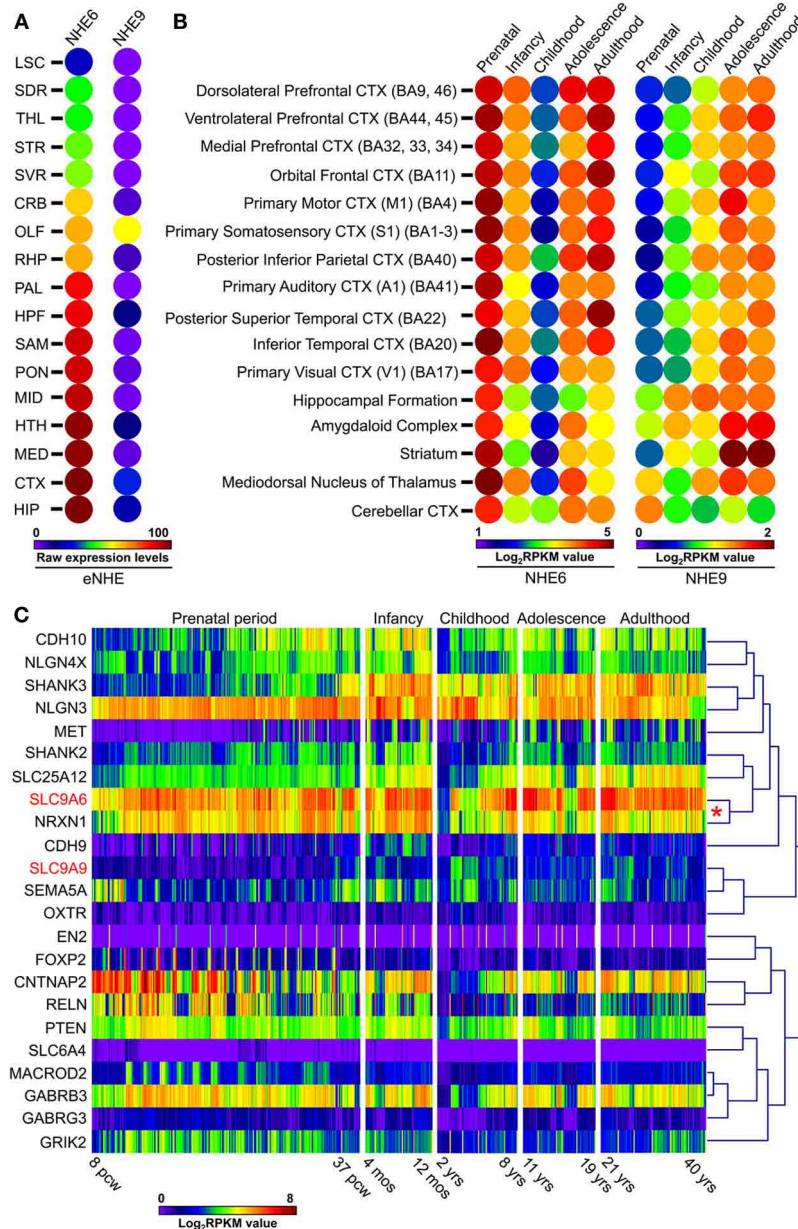 A
NHE6
NHE9
LSC
SDR
THL
STR
SVR
CRB
OLF
RHP
PAL
HPF
SAM
PON
MID
HTH
MED
CTX
HIP
0 100
Raw expression levels
eNHE
B
Prenatal
Infancy
Childhood
Adolescence
Adulthood
Prenatal
Infancy
Childhood
Adolescence
Adulthood
Dorsolateral Prefrontal CTX (BA9, 46)
Ventrolateral Prefrontal CTX (BA44, 45)
Medial Prefrontal CTX (BA32, 33, 34)
Orbital Frontal CTX (BA11)
Primary Motor CTX (M1) (BA4)
Primary Somatosensory CTX (S1) (BA1-3)
Posterior Inferior Parietal CTX (BA40)
Primary Auditory CTX (A1) (BA41)
Posterior Superior Temporal CTX (BA22)
Inferior Temporal CTX (BA20)
Primary Visual CTX (V1) (BA17)
Hippocampal Formation
Amygdaloid Complex
Striatum
Mediodorsal Nucleus of Thalamus
Cerebellar CTX
1 5
Log₂RPKM value
NHE6
0 2
Log₂RPKM value
NHE9
C
Prenatal period Infancy Childhood Adolescence Adulthood
CDH10
NLGN4X
SHANK3
NLGN3
MET
SHANK2
SLC25A12
SLC9A6
*
NRXN1
CDH9
SLC9A9
SEMA5A
OXTR
EN2
FOXP2
CNTNAP2
RELN
PTEN
SLC6A4
MACROD2
GABRB3
GABRG3
GRIK2
8 pcw
37 pcw
4 mos
12 mos
2 yrs
8 yrs
11 yrs
19 yrs
21 yrs
40 yrs
0 8
Log₂RPKM value